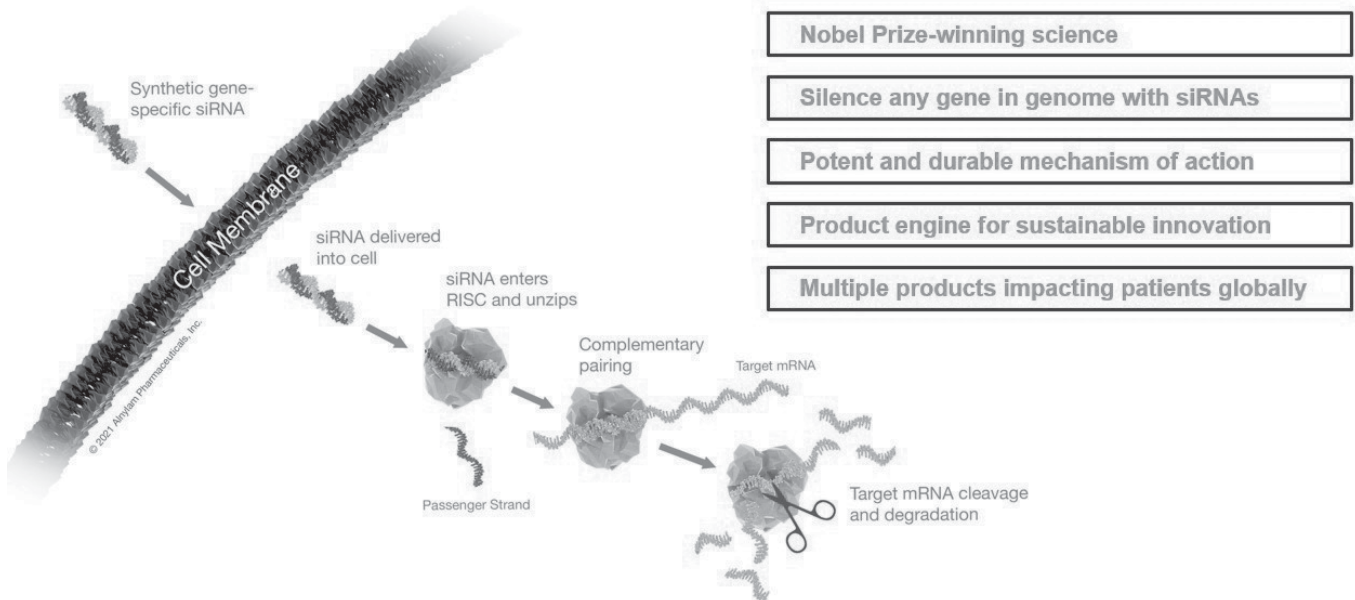 Nobel Prize-winning science
Silence any gene in genome with siRNAs
Potent and durable mechanism of action
Product engine for sustainable innovation
Multiple products impacting patients globally
Synthetic gene-
specific siRNA
Cell Membrane
© 2021 Alnylam Pharmaceuticals, Inc.
siRNA delivered
into cell
siRNA enters
RISC and unzips
Passenger Strand
Complementary
pairing
Target mRNA
Target mRNA cleavage
and degradation